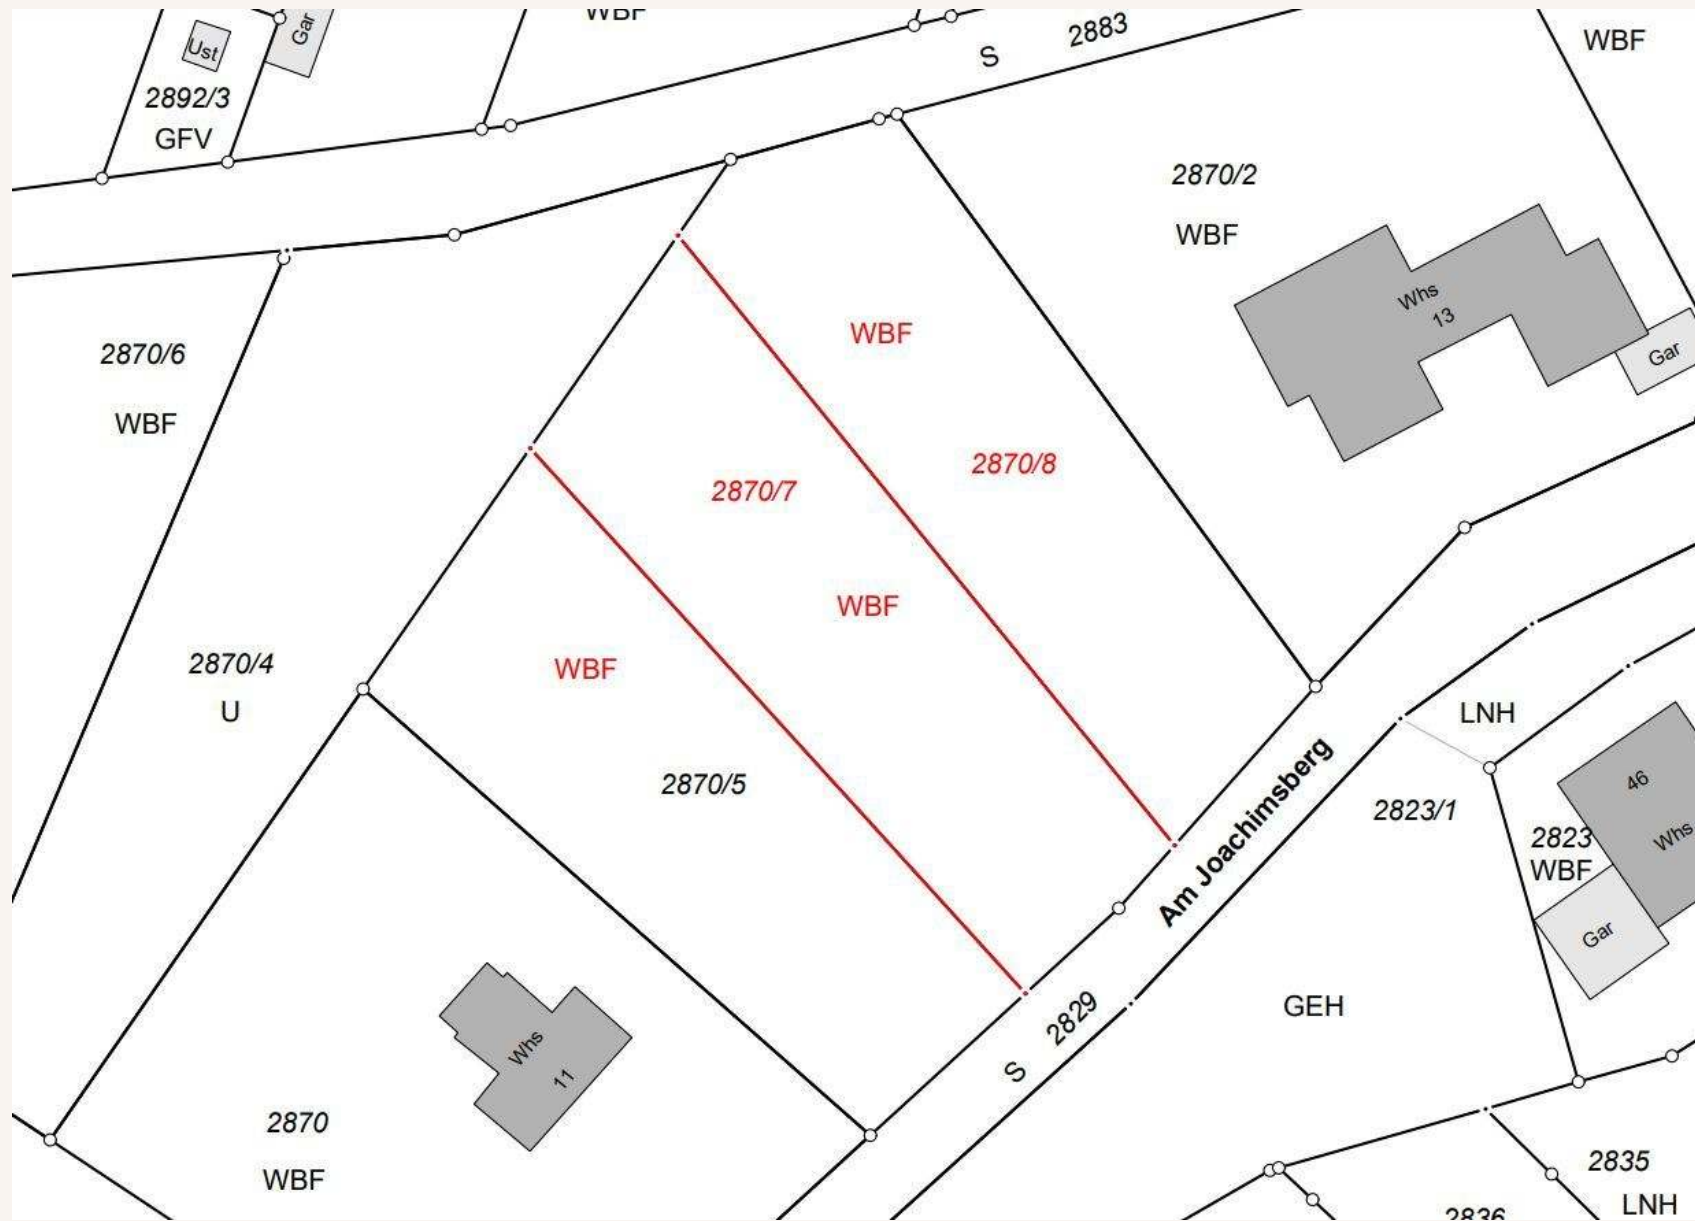 WBF
S 2883
WBF
Ust
Gar
2892/3
GFV
2870/2
WBF
Whs
13
Gar
2870/6
WBF
WBF
2870/8
2870/7
WBF
WBF
2870/4
U
2870/5
LNH
Am Joachimsberg
2823/1
46
Whs
2823
WBF
Gar
S 2829
GEH
Whs
11
2870
WBF
2835
LNH
2836